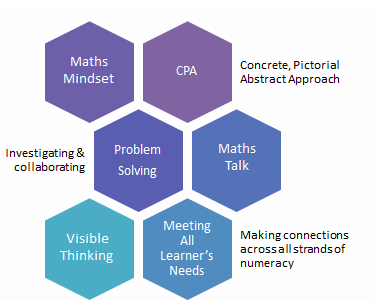 Maths
Mindset
CPA
Concrete, Pictorial
Abstract Approach
Investigating &
collaborating
Problem
Solving
Maths
Talk
Visible
Thinking
Meeting
All
Learner's
Needs
Making connections
across all strands of
numeracy